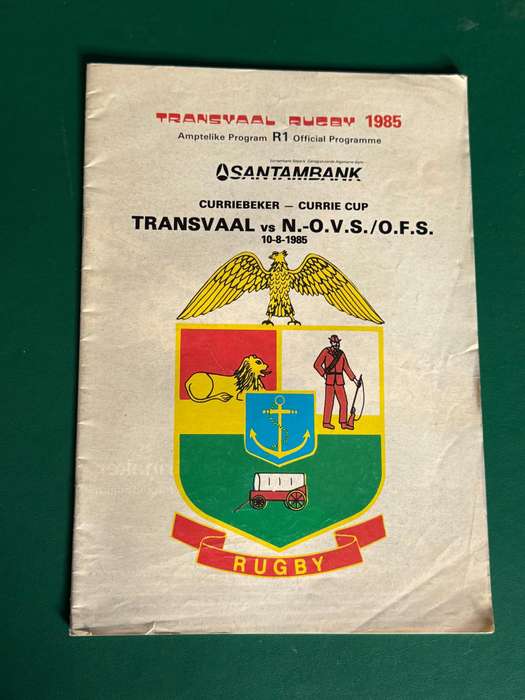 TRANSVAAL RUGBY 1985
Amptelike Program R1 Official Programme
SANTAMBANK
CURRIEBEKER — CURRIE CUP
TRANSVAAL vs N.-O.V.S./O.F.S.
10-8-1985
RUGBY